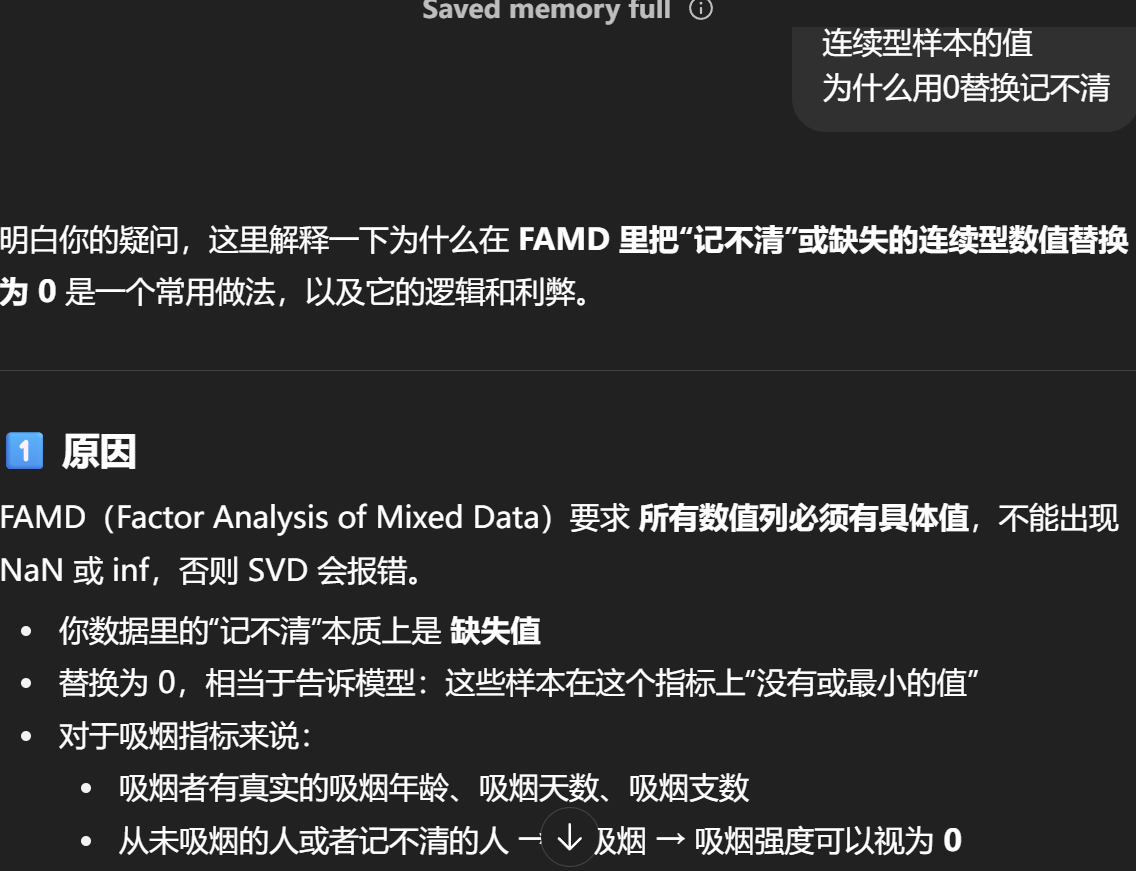 Saved memory full
连续型样本的值
为什么用0替换记不清
明白你的疑问，这里解释一下为什么在 FAMD 里把“记不清”或缺失的连续型数值替换
为 0 是一个常用做法，以及它的逻辑和利弊。
1 原因
FAMD（Factor Analysis of Mixed Data）要求 所有数值列必须有具体值，不能出现
NaN 或 inf，否则 SVD 会报错。
• 你数据里的“记不清”本质上是 缺失值
• 替换为 0，相当于告诉模型：这些样本在这个指标上“没有或最小的值”
• 对于吸烟指标来说：
• 吸烟者有真实的吸烟年龄、吸烟天数、吸烟支数
• 从未吸烟的人或者记不清的人 吸烟 → 吸烟强度可以视为 0